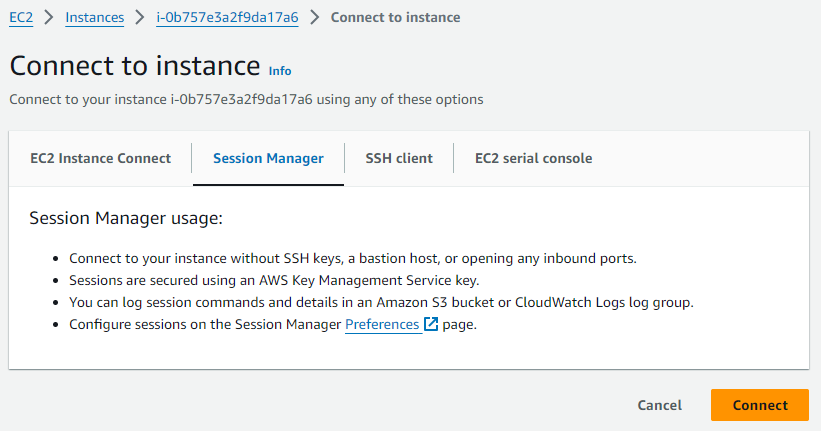 EC2 > Instances > i-0b757e3a2f9da17a6 > Connect to instance
Connect to instance Info
Connect to your instance i-0b757e3a2f9da17a6 using any of these options
EC2 Instance Connect Session Manager SSH client EC2 serial console
Session Manager usage:
• Connect to your instance without SSH keys, a bastion host, or opening any inbound ports.
• Sessions are secured using an AWS Key Management Service key.
• You can log session commands and details in an Amazon S3 bucket or CloudWatch Logs log group.
• Configure sessions on the Session Manager Preferences page.
Cancel Connect